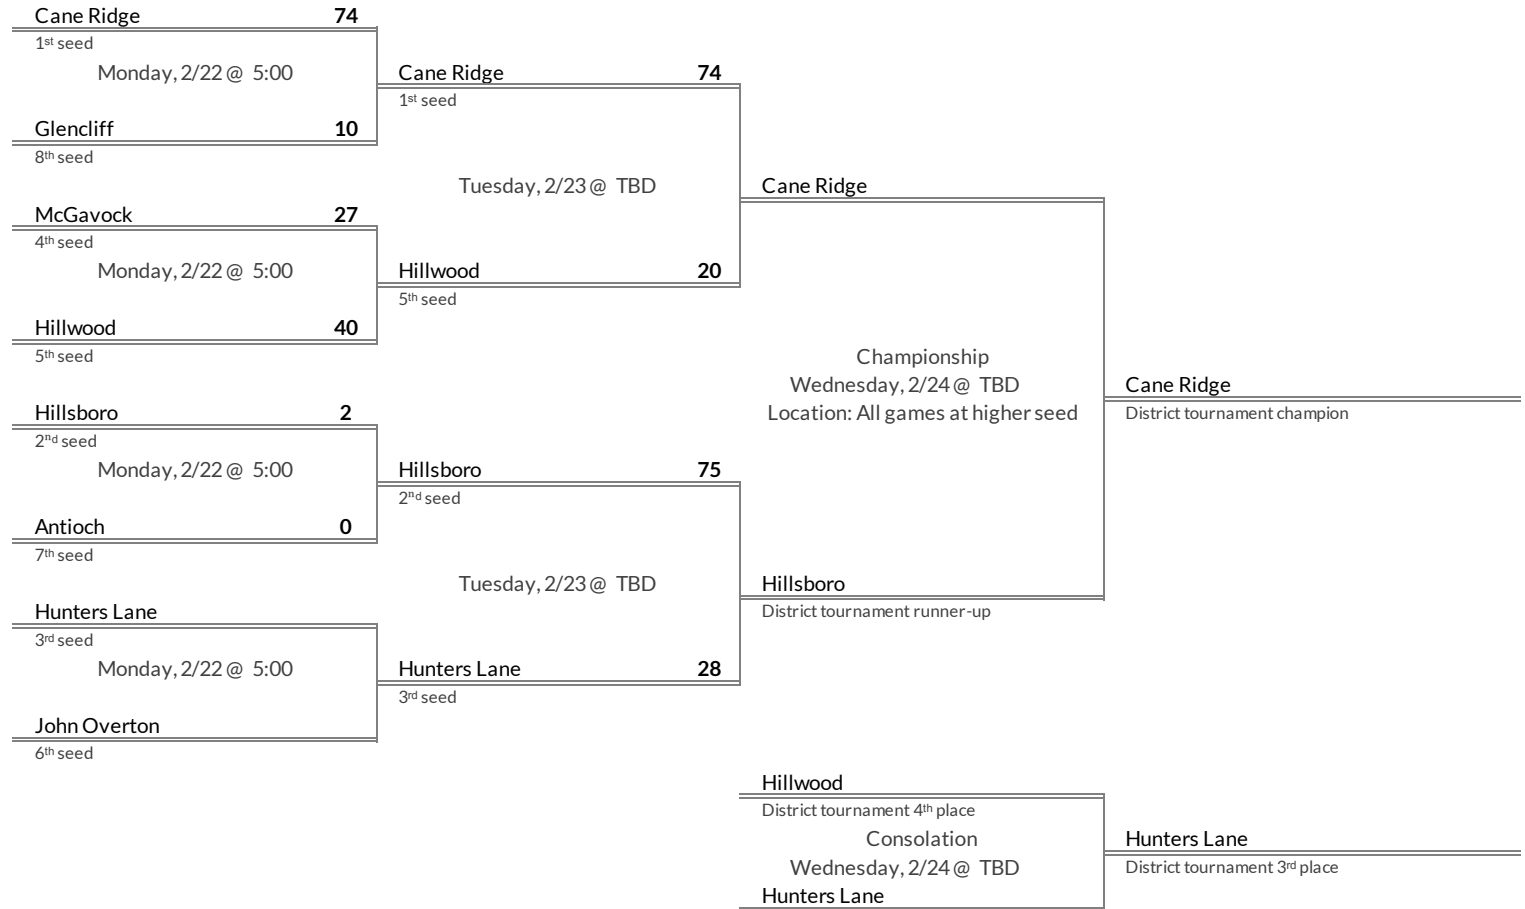 Cane Ridge 74
1st seed
Monday, 2/22 @ 5:00
Glencliff 10
8th seed
McGavock 27
4th seed
Monday, 2/22 @ 5:00
Hillwood 40
5th seed
Hillsboro 2
2nd seed
Monday, 2/22 @ 5:00
Antioch 0
7th seed
Hunters Lane
3rd seed
Monday, 2/22 @ 5:00
John Overton
6th seed
Cane Ridge 74
1st seed
Tuesday, 2/23 @ TBD
Hillwood 20
5th seed
Hillsboro 75
2nd seed
Tuesday, 2/23 @ TBD
Hunters Lane 28
3rd seed
Cane Ridge
Championship
Wednesday, 2/24 @ TBD
Location: All games at higher seed
Hillsboro
District tournament runner-up
Cane Ridge
District tournament champion
Hillwood
District tournament 4th place
Consolation
Wednesday, 2/24 @ TBD
Hunters Lane
Hunters Lane
District tournament 3rd place